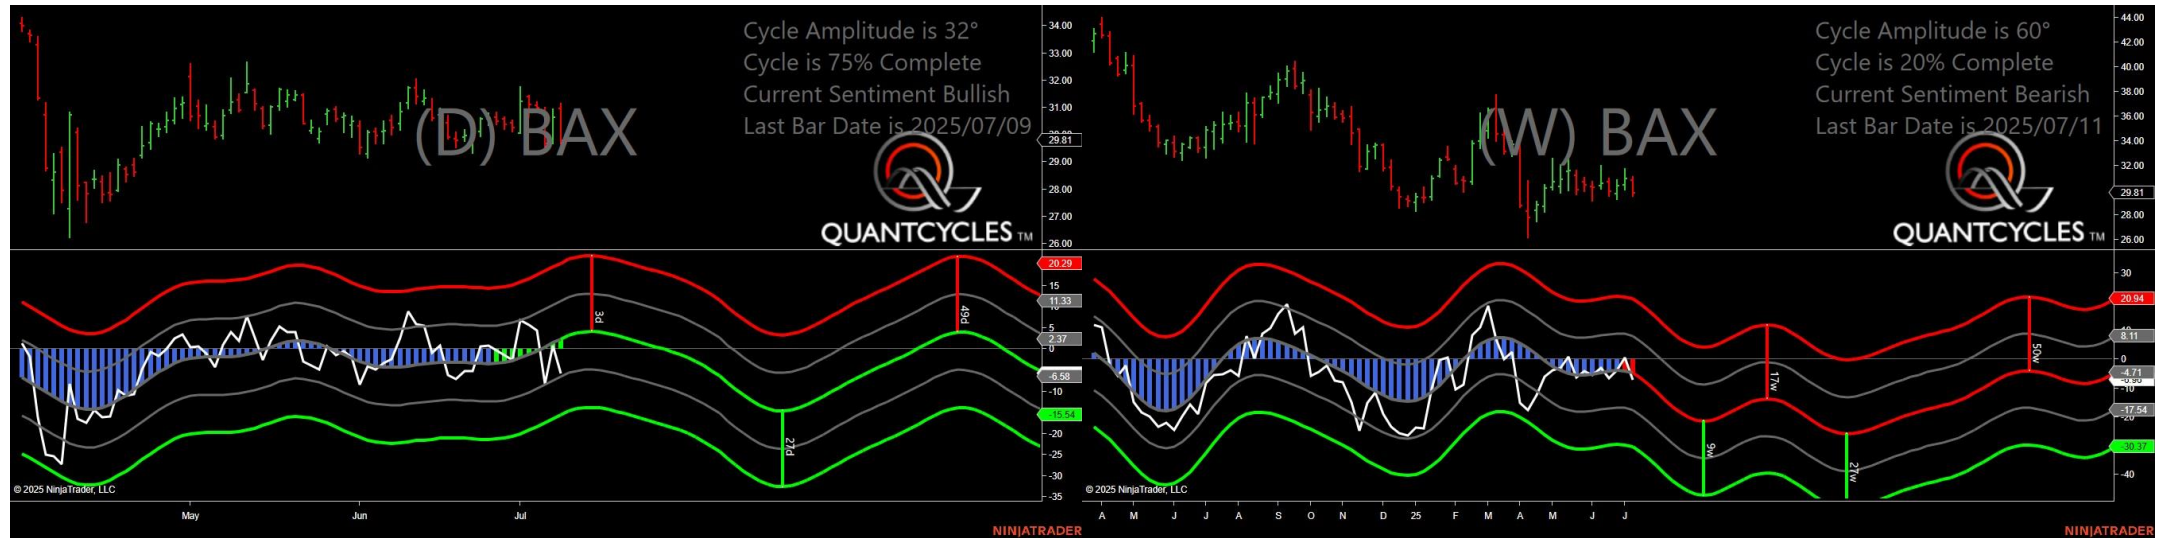 Cycle Amplitude is 32°
Cycle is 75% Complete
Current Sentiment Bullish
Last Bar Date is 2025/07/09
(D) BAX
QUANTCYCLES TM
34.00
33.00
32.00
31.00
29.81
29.00
28.00
27.00
26.00
20.29
15
11.33
5
2.37
0
-6.58
-10
-15.54
-20
-25
-30
-35
3d
49d
27d
© 2025 NinjaTrader, LLC
May
Jun
Jul
NINJATRADER
Cycle Amplitude is 60°
Cycle is 20% Complete
Current Sentiment Bearish
Last Bar Date is 2025/07/11
(W) BAX
QUANTCYCLES TM
44.00
42.00
40.00
38.00
36.00
34.00
32.00
29.81
28.00
26.00
30
20.94
8.11
0
-4.71
-17.54
-30.37
-40
17w
50w
9w
27w
© 2025 NinjaTrader, LLC
A M J J A S O N D 25 F M A M J J
NINJATRADER